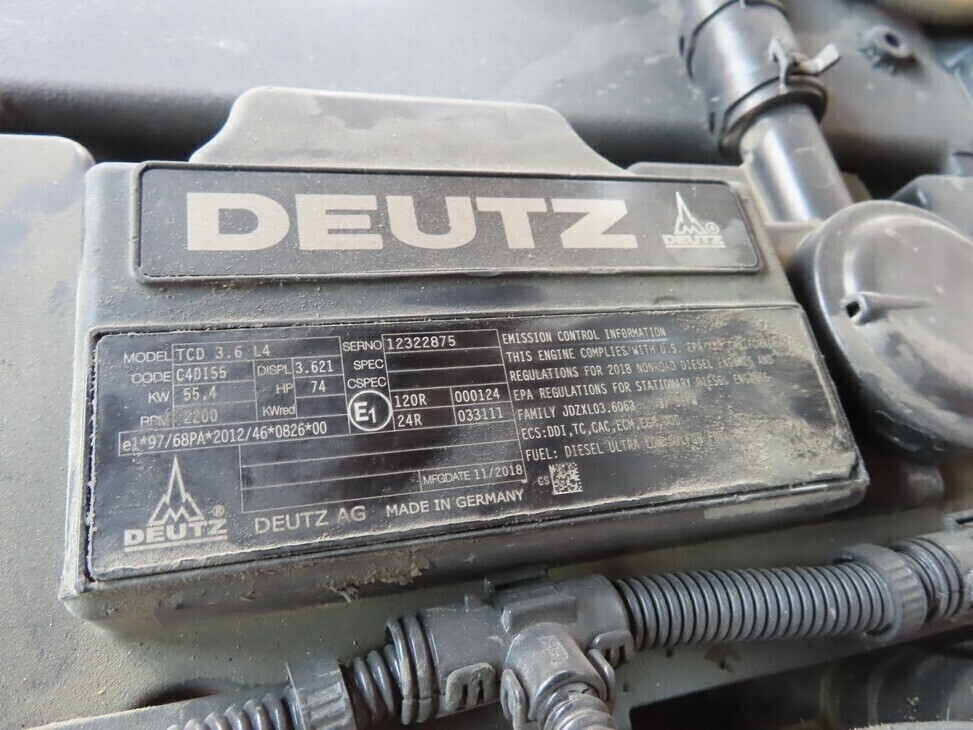 DEUTZ
DEUTZ
MODEL TCD 3.6 L4
CODE C4DI55 DISPL 3.621
KW 55,4 HP 74
RPM 2200 KWred
e1*97/68PA*2012/46*0826*00
SERNO 12322875
SPEC
CSPEC
E1 120R 000124
24R 033111
MFGDATE 11/2018
EMISSION CONTROL INFORMATION
THIS ENGINE COMPLIES WITH U.S. EPA
REGULATIONS FOR 2018 NONROAD DIESEL AND
EPA REGULATIONS FOR STATIONARY DIESEL ENGINES
FAMILY JDZXL03.6063
ECS:DDI,TC,CAC,ECM,EGR,DOC
FUEL: DIESEL ULTRA LOW SULFUR
GS
DEUTZ®
DEUTZ AG MADE IN GERMANY